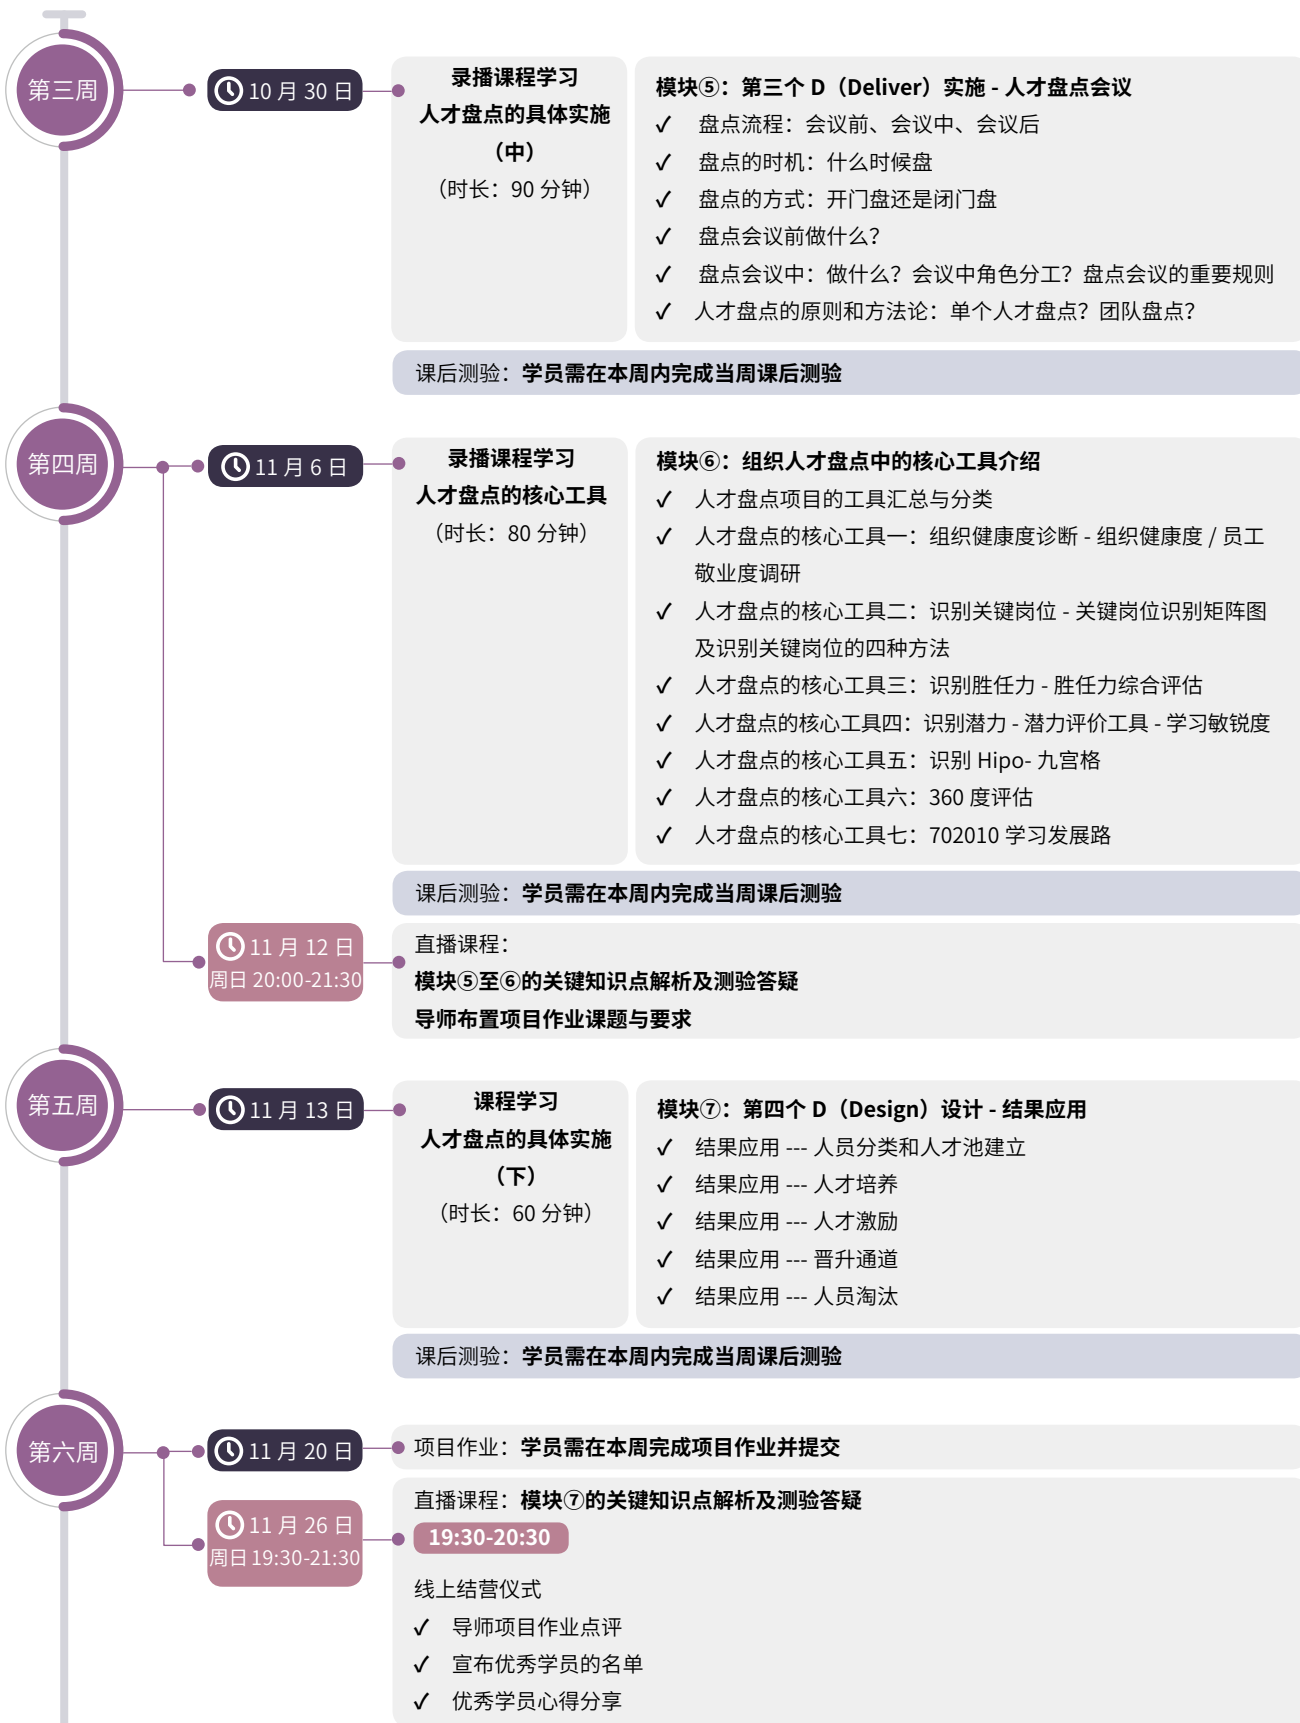 第三周
10 月 30 日
录播课程学习
人才盘点的具体实施
（中）
（时长：90 分钟）
模块⑤：第三个 D（Deliver）实施 - 人才盘点会议
✓ 盘点流程：会议前、会议中、会议后
✓ 盘点的时机：什么时候盘
✓ 盘点的方式：开门盘还是闭门盘
✓ 盘点会议前做什么？
✓ 盘点会议中：做什么？会议中角色分工？盘点会议的重要规则
✓ 人才盘点的原则和方法论：单个人才盘点？团队盘点？
课后测验：学员需在本周内完成当周课后测验
第四周
11 月 6 日
录播课程学习
人才盘点的核心工具
（时长：80 分钟）
模块⑥：组织人才盘点中的核心工具介绍
✓ 人才盘点项目的工具汇总与分类
✓ 人才盘点的核心工具一：组织健康度诊断 - 组织健康度 / 员工
敬业度调研
✓ 人才盘点的核心工具二：识别关键岗位 - 关键岗位识别矩阵图
及识别关键岗位的四种方法
✓ 人才盘点的核心工具三：识别胜任力 - 胜任力综合评估
✓ 人才盘点的核心工具四：识别潜力 - 潜力评价工具 - 学习敏锐度
✓ 人才盘点的核心工具五：识别 Hipo- 九宫格
✓ 人才盘点的核心工具六：360 度评估
✓ 人才盘点的核心工具七：702010 学习发展路
课后测验：学员需在本周内完成当周课后测验
11 月 12 日
周日 20:00-21:30
直播课程：
模块⑤至⑥的关键知识点解析及测验答疑
导师布置项目作业课题与要求
第五周
11 月 13 日
课程学习
人才盘点的具体实施
（下）
（时长：60 分钟）
模块⑦：第四个 D（Design）设计 - 结果应用
✓ 结果应用 --- 人员分类和人才池建立
✓ 结果应用 --- 人才培养
✓ 结果应用 --- 人才激励
✓ 结果应用 --- 晋升通道
✓ 结果应用 --- 人员淘汰
课后测验：学员需在本周内完成当周课后测验
第六周
11 月 20 日
项目作业：学员需在本周完成项目作业并提交
11 月 26 日
周日 19:30-21:30
直播课程：模块⑦的关键知识点解析及测验答疑
19:30-20:30
线上结营仪式
✓ 导师项目作业点评
✓ 宣布优秀学员的名单
✓ 优秀学员心得分享